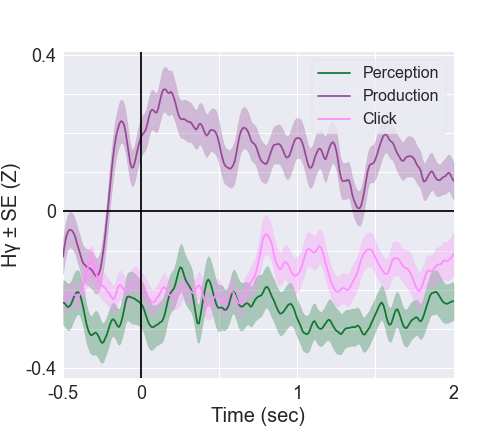 0.4
Perception
Production
Click
Hγ ± SE (Z)
0
-0.4
-0.5
0
1
2
Time (sec)